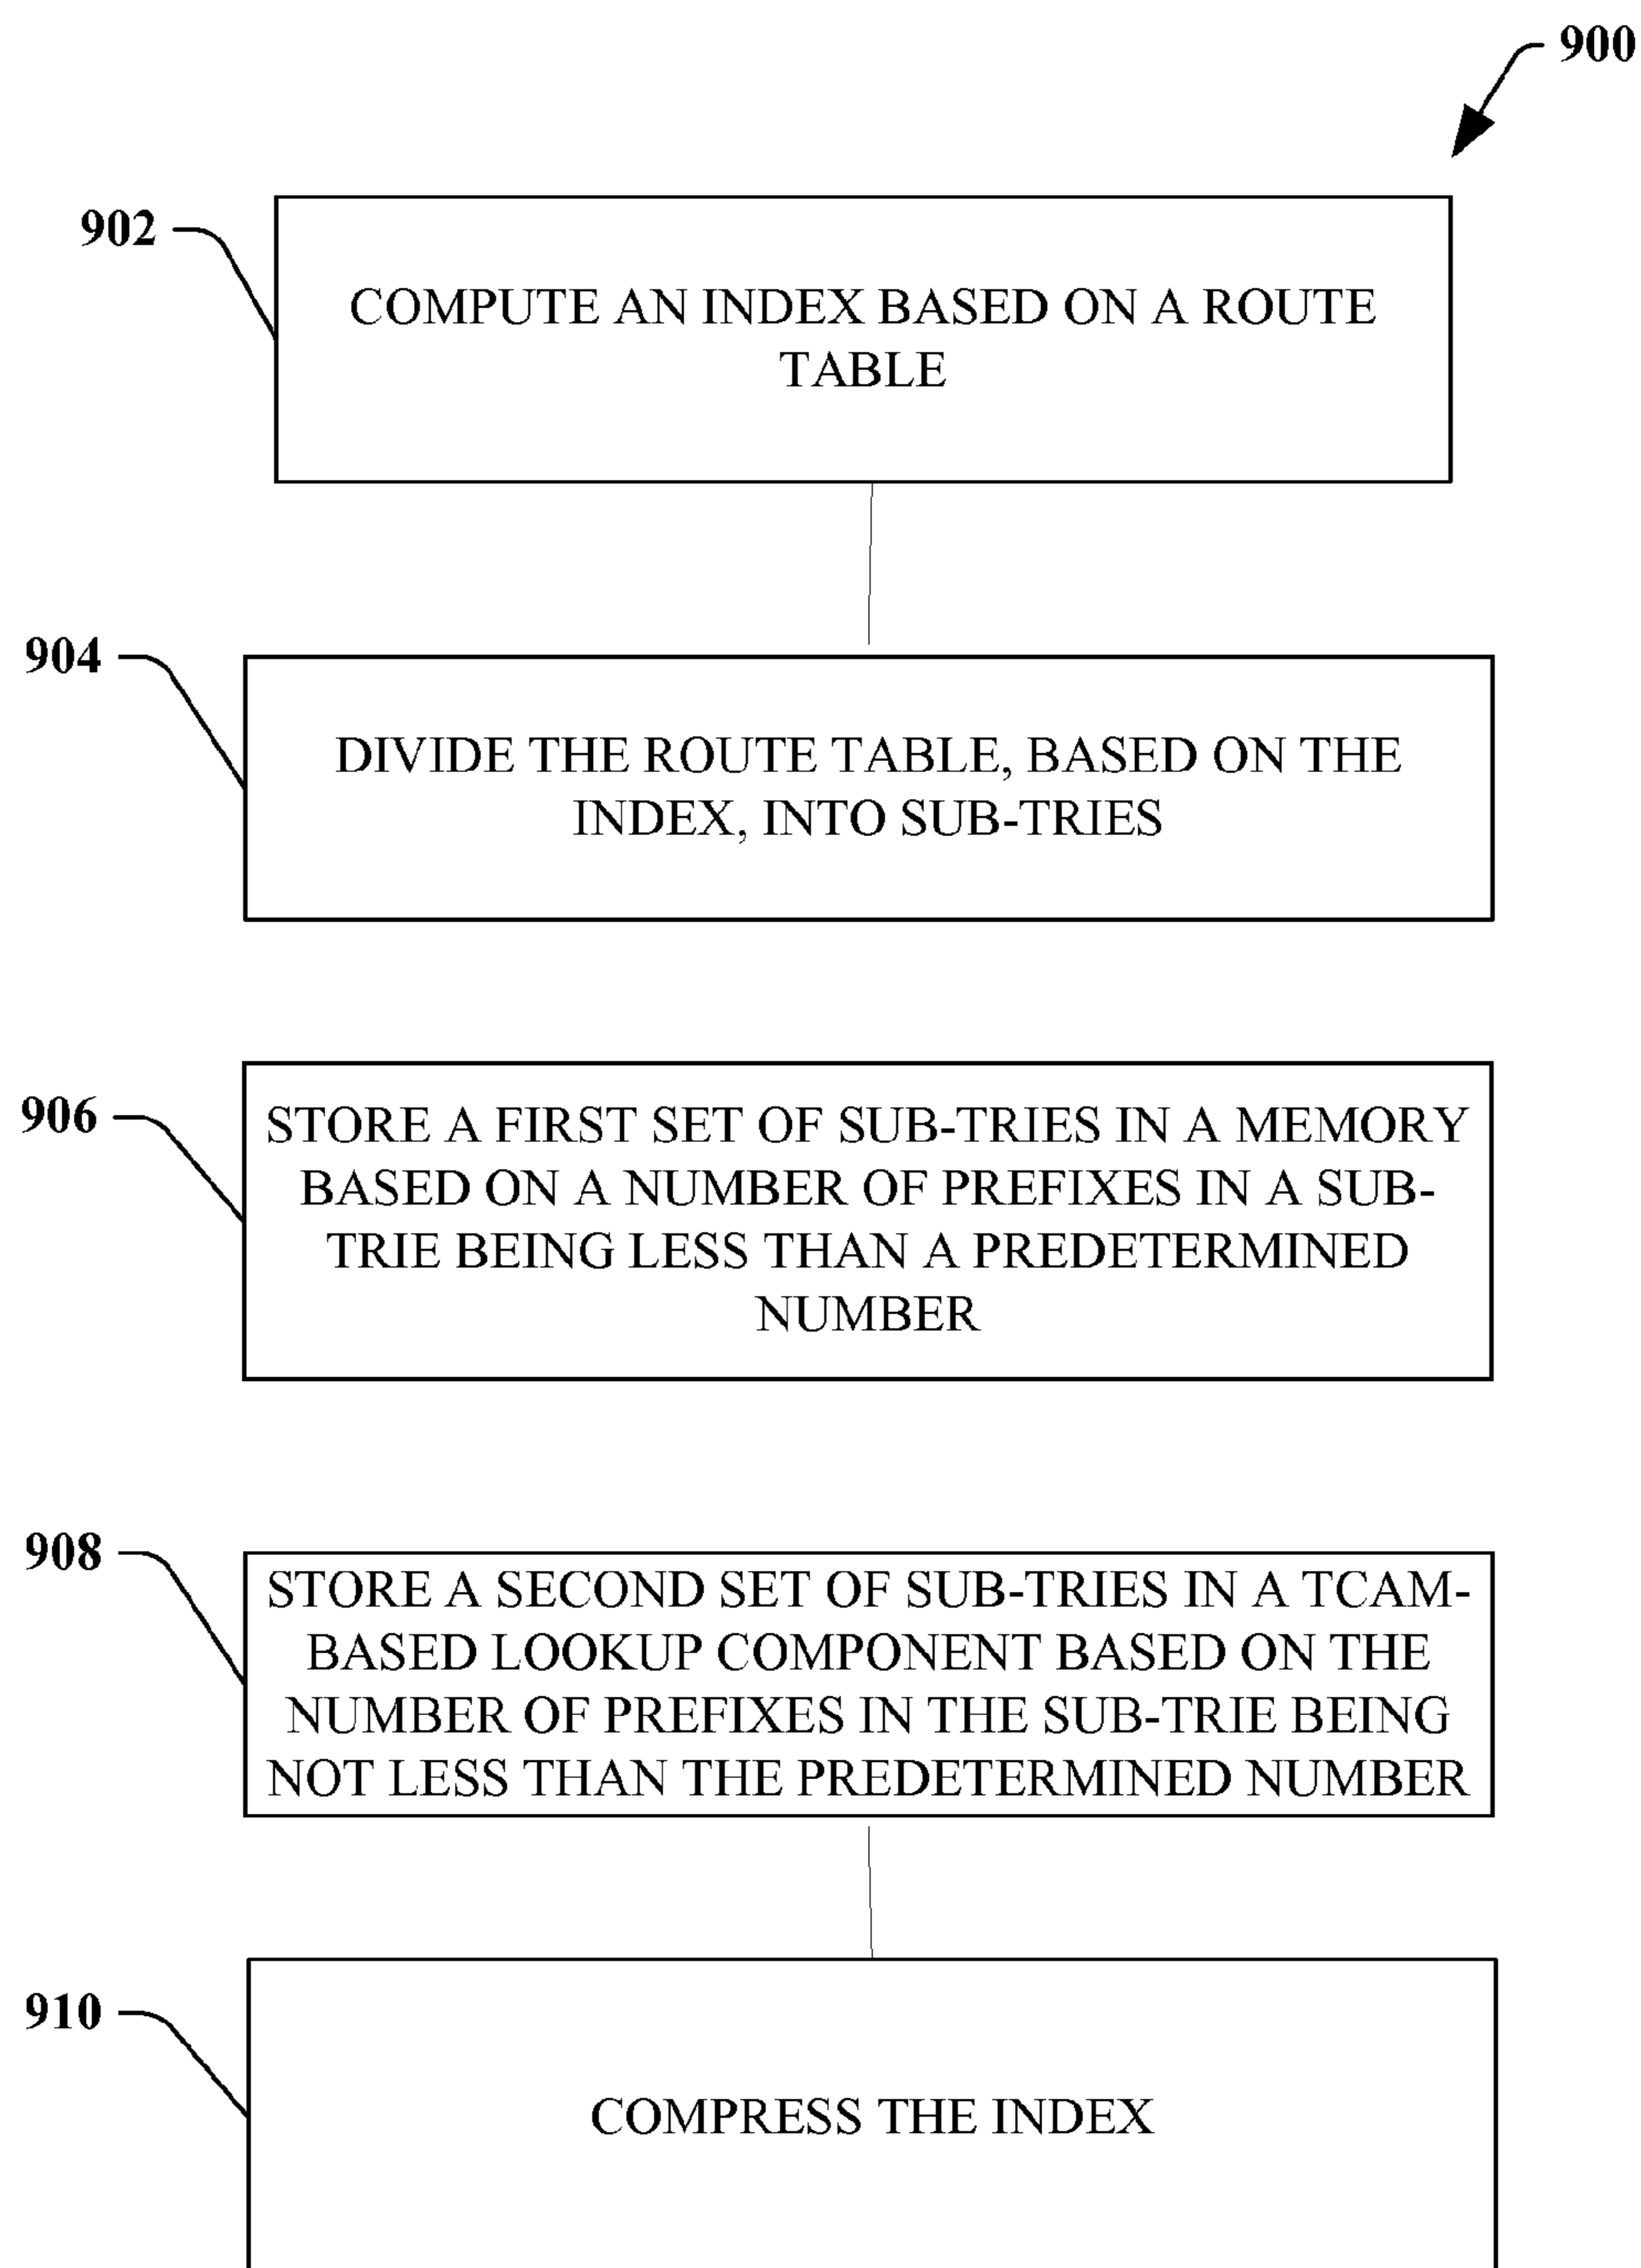 900
902
COMPUTE AN INDEX BASED ON A ROUTE
TABLE
904
DIVIDE THE ROUTE TABLE, BASED ON THE
INDEX, INTO SUB-TRIES
906
STORE A FIRST SET OF SUB-TRIES IN A MEMORY
BASED ON A NUMBER OF PREFIXES IN A SUB-
TRIE BEING LESS THAN A PREDETERMINED
NUMBER
908
STORE A SECOND SET OF SUB-TRIES IN A TCAM-
BASED LOOKUP COMPONENT BASED ON THE
NUMBER OF PREFIXES IN THE SUB-TRIE BEING
NOT LESS THAN THE PREDETERMINED NUMBER
910
COMPRESS THE INDEX